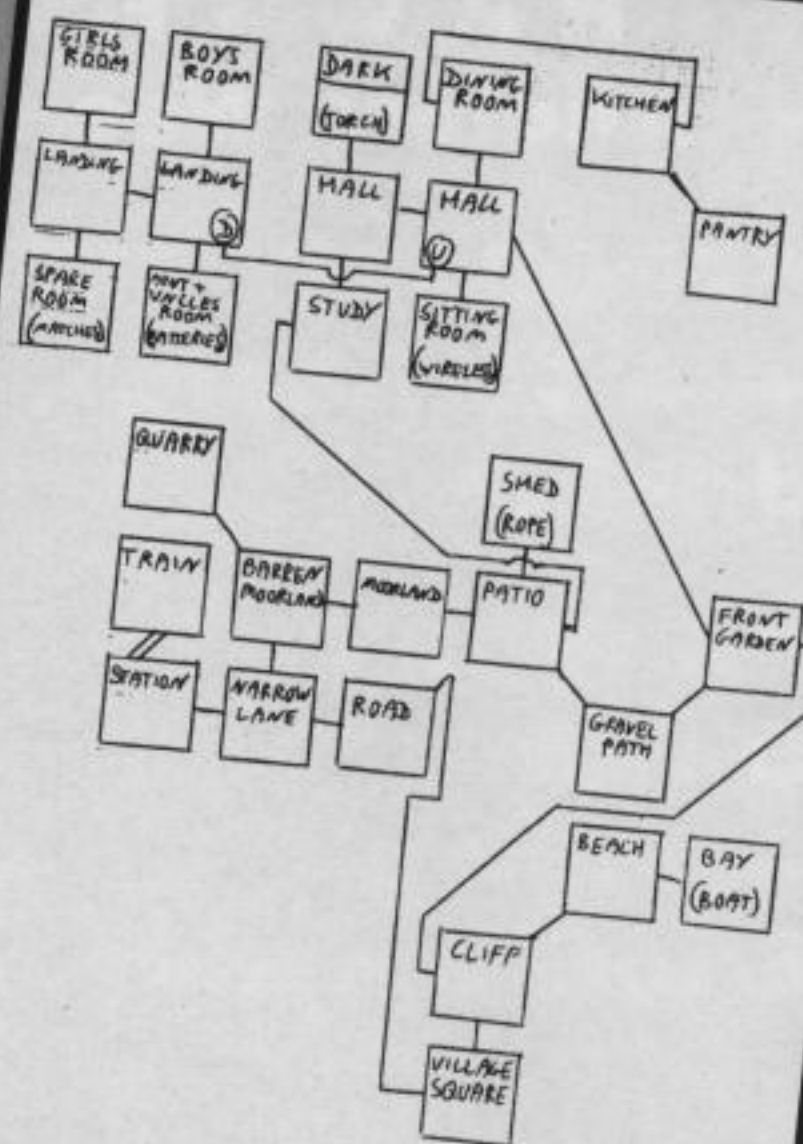 GIRLS
ROOM
BOYS
ROOM
DARK
(TORCH)
DINING
ROOM
KITCHEN
LANDING
LANDING
D
HALL
HALL
U
PANTRY
SPARE
ROOM
(MATCHES)
AUNT +
UNCLES
ROOM
(BATTERIES)
STUDY
SITTING
ROOM
(WIRELESS)
QUARRY
SHED
(ROPE)
TRAIN
BARREN
MOORLAND
MOORLAND
PATIO
FRONT
GARDEN
STATION
NARROW
LANE
ROAD
GRAVEL
PATH
BEACH
BAY
(BOAT)
CLIFF
VILLAGE
SQUARE